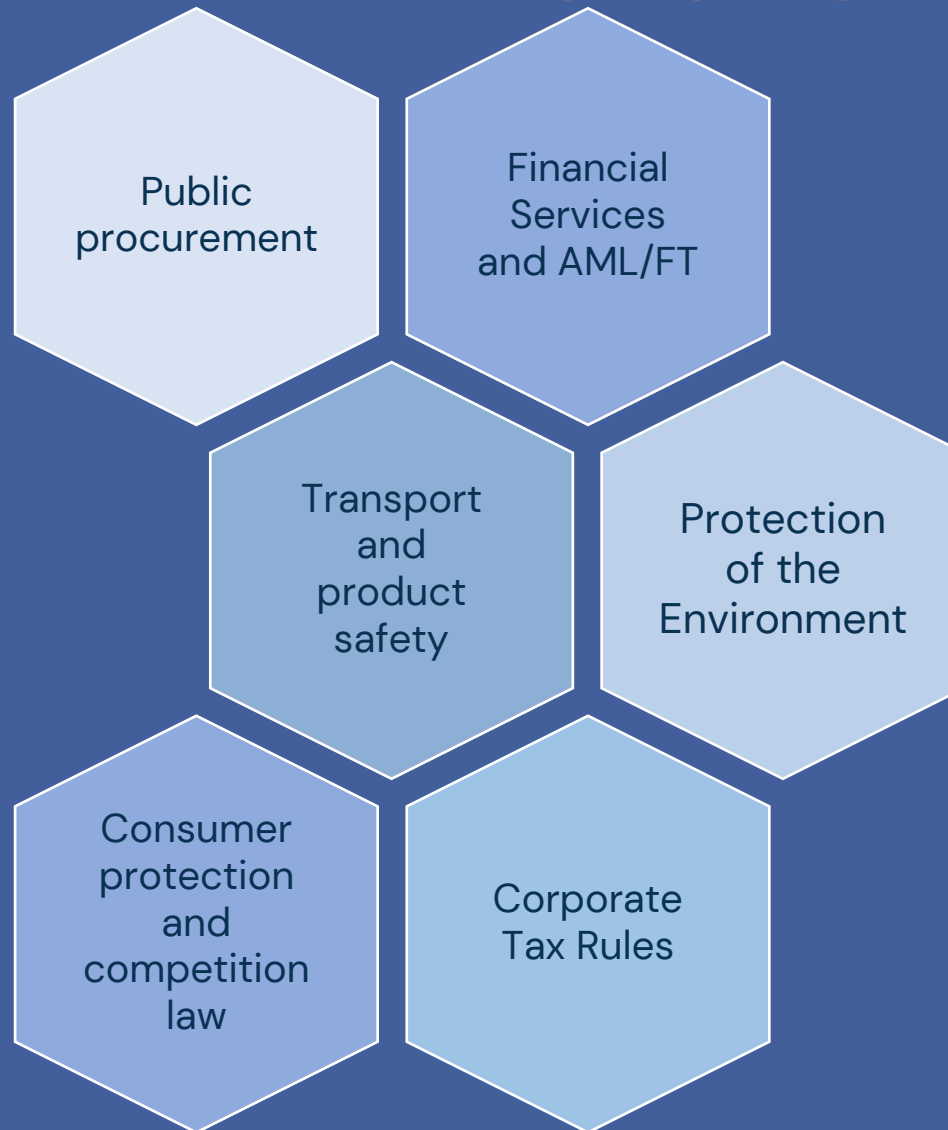 Public
procurement
Financial
Services
and AML/FT
Transport
and
product
safety
Protection
of the
Environment
Consumer
protection
and
competition
law
Corporate
Tax Rules